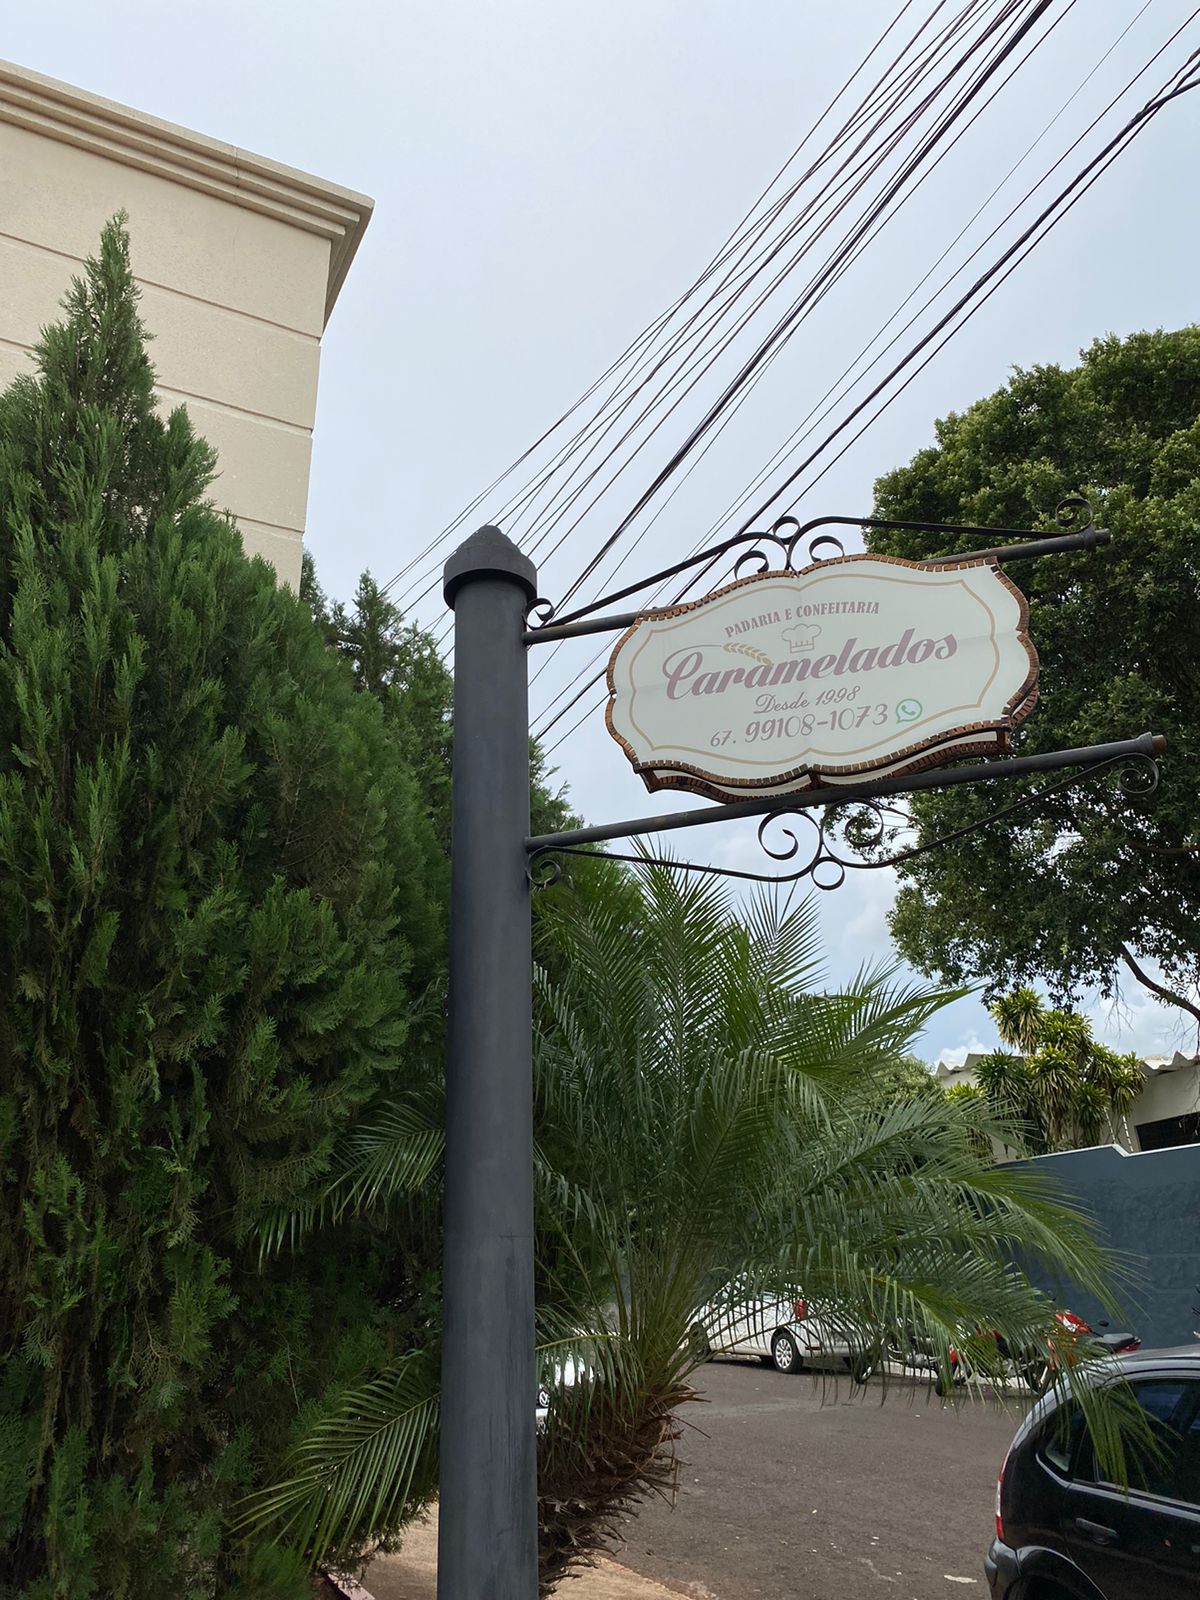 PADARIA E CONFEITARIA
Caramelados
Desde 1998
67. 99108-1073